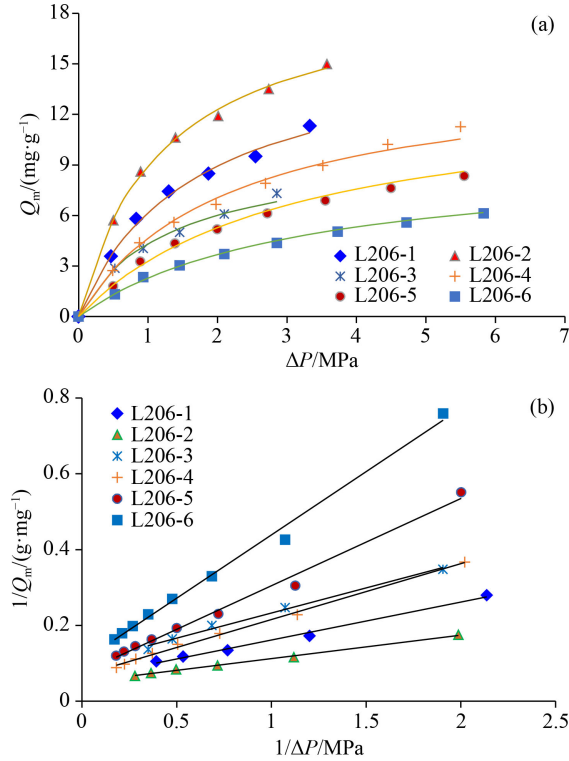 (a)
18
15
12
9
6
3
0
Qₘ/(mg·g⁻¹)
0 1 2 3 4 5 6 7
ΔP/MPa
L206-1 L206-2
L206-3 L206-4
L206-5 L206-6
(b)
0.8
0.6
0.4
0.2
0
1/Qₘ/(g·mg⁻¹)
L206-1
L206-2
L206-3
L206-4
L206-5
L206-6
0 0.5 1 1.5 2 2.5
1/ΔP/MPa